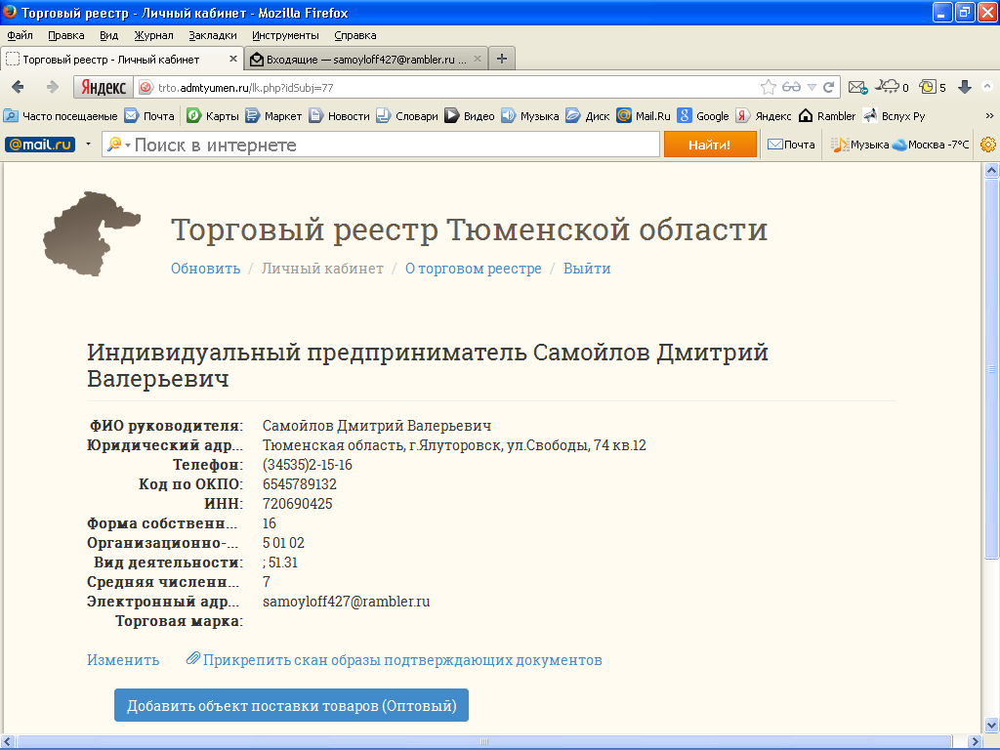 Торговый реестр - Личный кабинет - Mozilla Firefox
Файл Правка Вид Журнал Закладки Инструменты Справка
Торговый реестр - Личный кабинет Входящие — samoyloff427@rambler.ru ...
Яндекс trto.admtyumen.ru/lk.php?idSubj=77 0 5
Часто посещаемые Почта Карты Маркет Новости Словари Видео Музыка Диск Mail.Ru Google Яндекс Rambler Вслух Ру »
@mail.ru Поиск в интернете Найти! Почта Музыка Москва -7°C
Торговый реестр Тюменской области
Обновить / Личный кабинет / О торговом реестре / Выйти
Индивидуальный предприниматель Самойлов Дмитрий
Валерьевич
ФИО руководителя: Самойлов Дмитрий Валерьевич
Юридический адр... Тюменская область, г.Ялуторовск, ул.Свободы, 74 кв.12
Телефон: (34535)2-15-16
Код по ОКПО: 6545789132
ИНН: 720690425
Форма собственн... 16
Организационно-... 5 01 02
Вид деятельности: ; 51.31
Средняя численн... 7
Электронный адр... samoyloff427@rambler.ru
Торговая марка:
Изменить Прикрепить скан образы подтверждающих документов
Добавить объект поставки товаров (Оптовый)